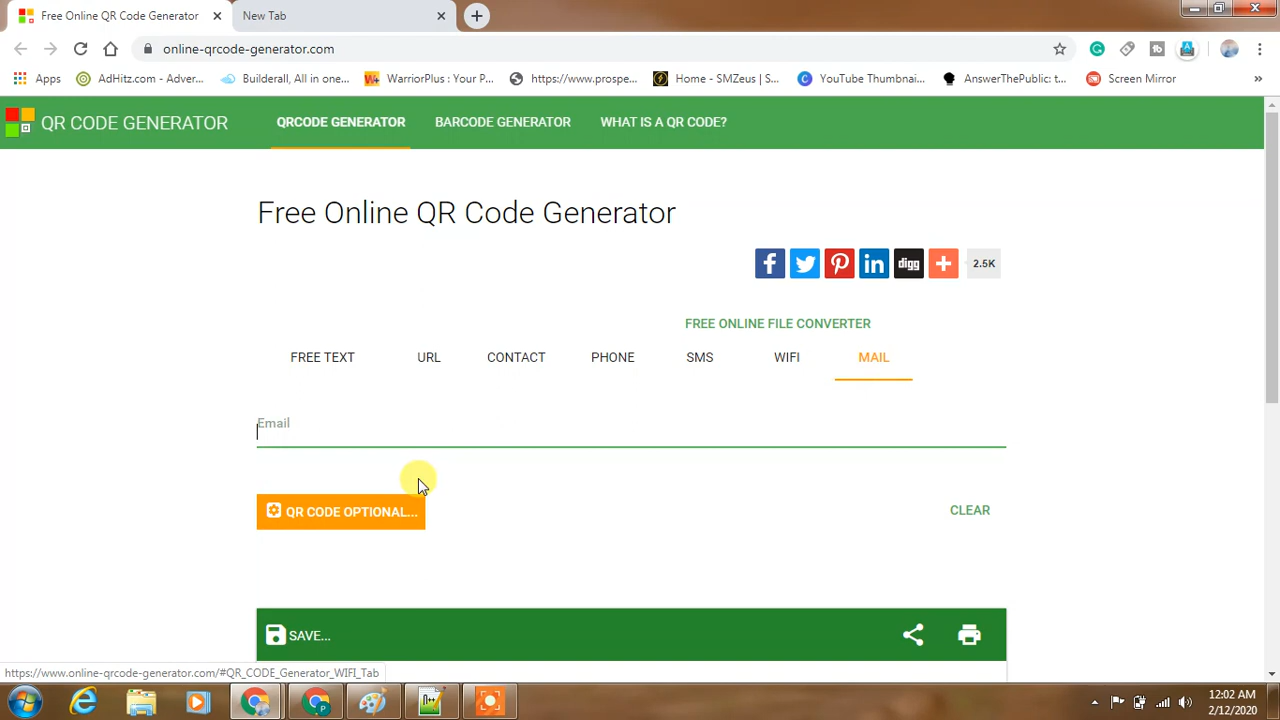 Free Online QR Code Generator
New Tab
online-qrcode-generator.com
Apps
AdHitz.com - Adver...
Builderall, All in one...
WarriorPlus : Your P...
https://www.prospe...
Home - SMZeus | S...
YouTube Thumbnai...
AnswerThePublic: t...
Screen Mirror
QR CODE GENERATOR
QRCODE GENERATOR
BARCODE GENERATOR
WHAT IS A QR CODE?
Free Online QR Code Generator
digg
2.5K
FREE ONLINE FILE CONVERTER
FREE TEXT
URL
CONTACT
PHONE
SMS
WIFI
MAIL
Email
QR CODE OPTIONAL...
CLEAR
SAVE...
https://www.online-qrcode-generator.com/#QR_CODE_Generator_WIFI_Tab
12:02 AM
2/12/2020